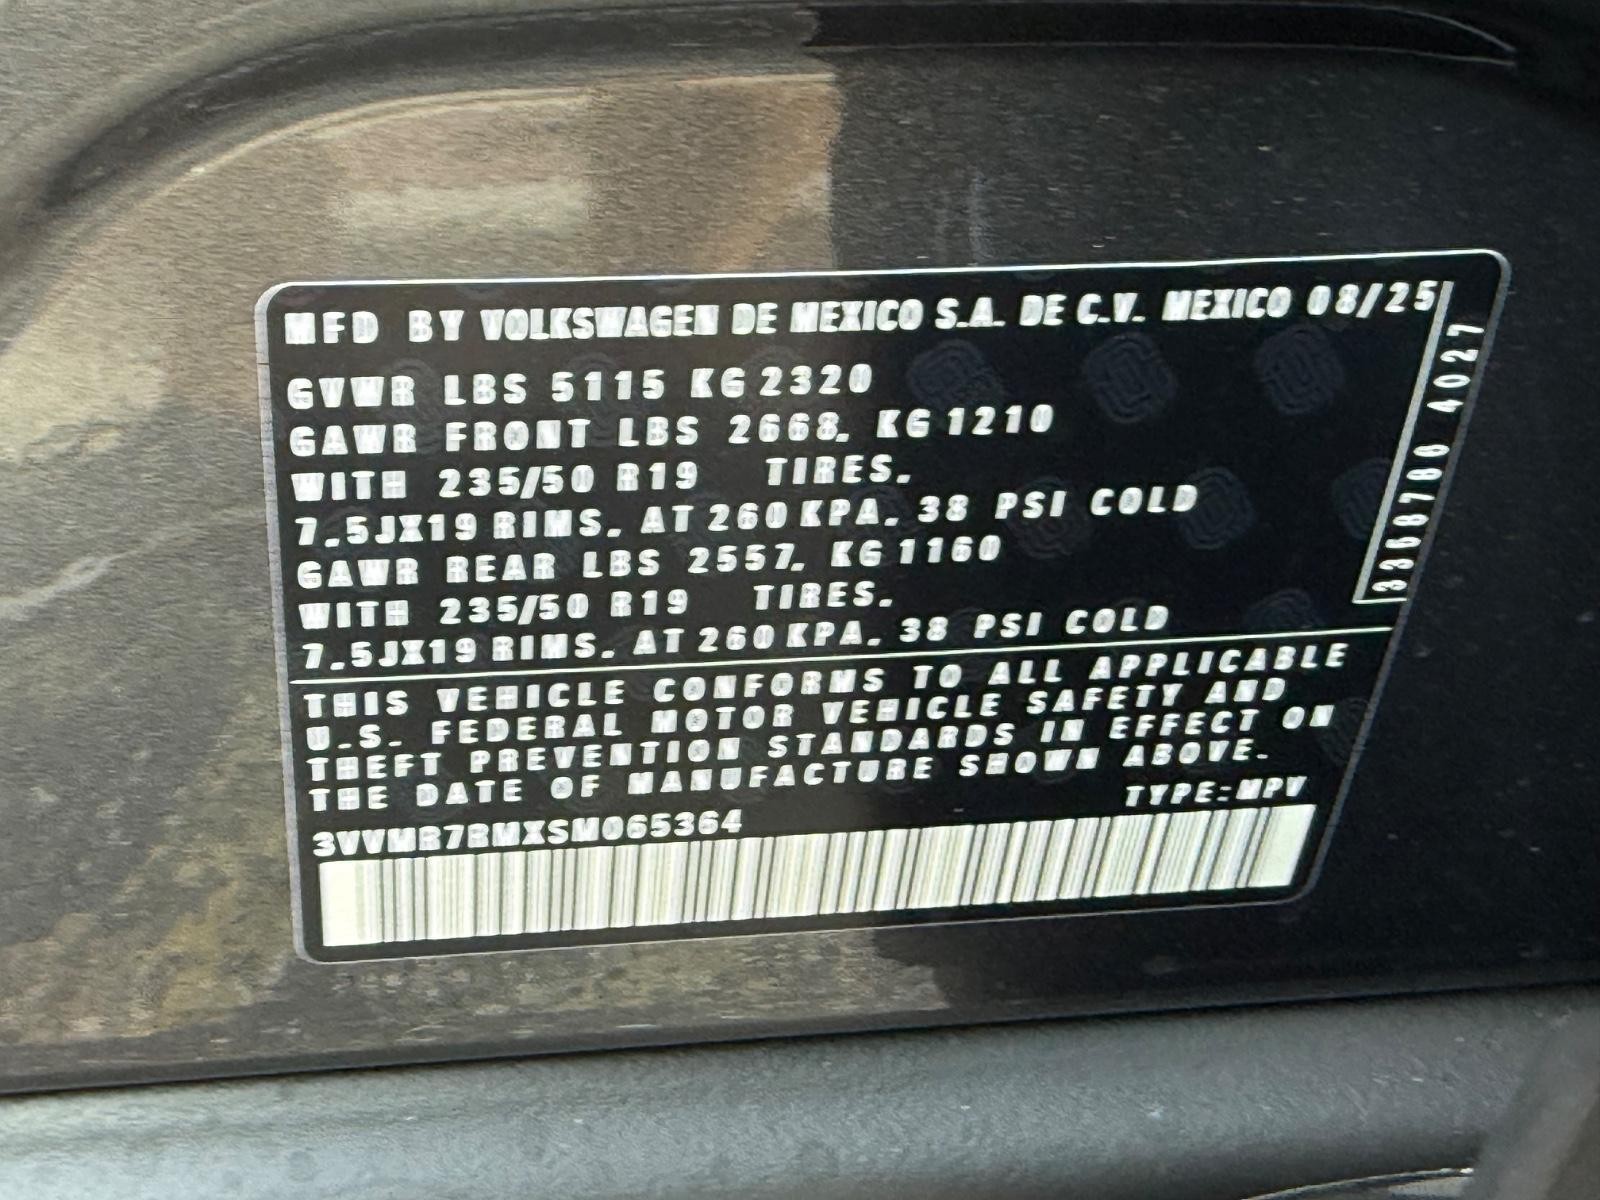 MFD BY VOLKSWAGEN DE MEXICO S.A. DE C.V. MEXICO 08/25
GVWR LBS 5115 KG 2320
GAWR FRONT LBS 2668, KG 1210
WITH 235/50 R19 TIRES.
7.5JX19 RIMS. AT 260 KPA. 38 PSI COLD
GAWR REAR LBS 2557, KG 1160
WITH 235/50 R19 TIRES.
7.5JX19 RIMS. AT 260 KPA. 38 PSI COLD
THIS VEHICLE CONFORMS TO ALL APPLICABLE
U.S. FEDERAL MOTOR VEHICLE SAFETY AND
THEFT PREVENTION STANDARDS IN EFFECT ON
THE DATE OF MANUFACTURE SHOWN ABOVE.
TYPE:MPV
3VVMR7RMXSM065364
4027